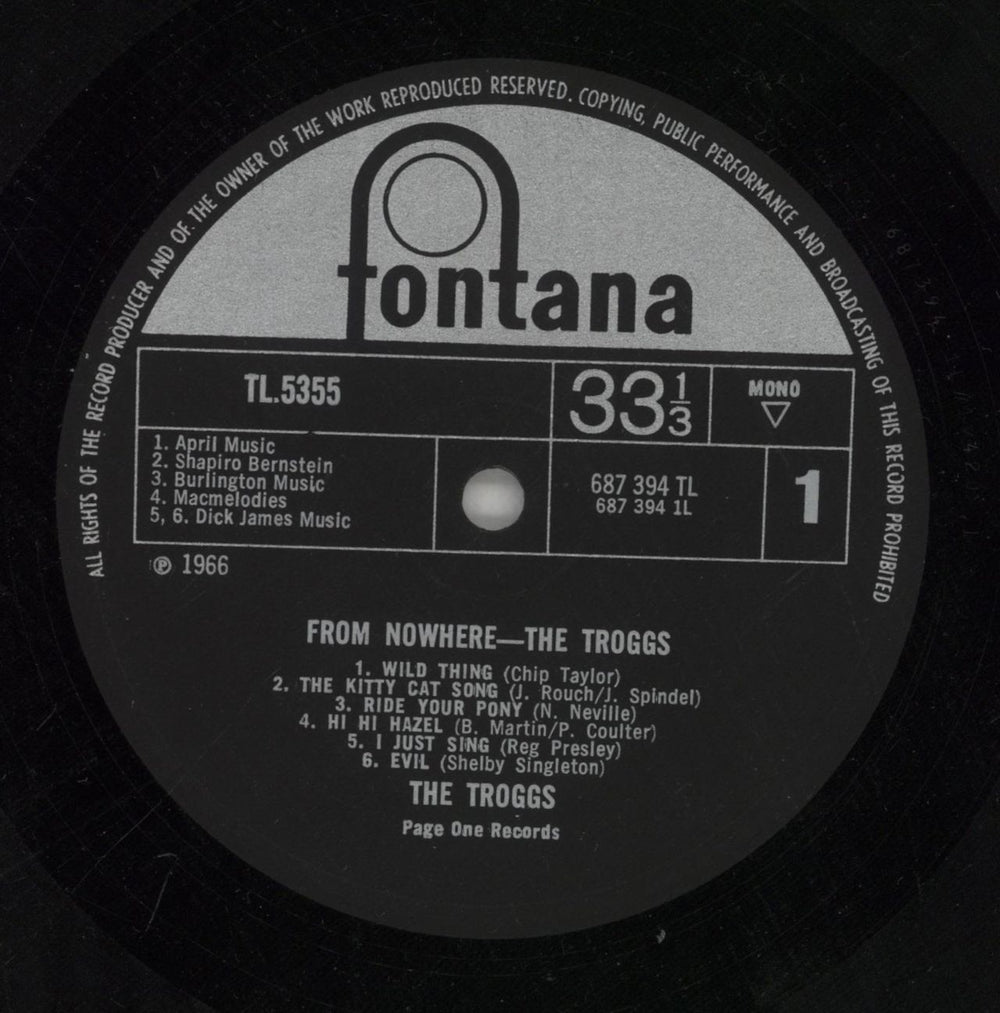 ALL RIGHTS OF THE RECORD PRODUCER AND OF THE OWNER OF THE WORK REPRODUCED RESERVED. COPYING, PUBLIC PERFORMANCE AND BROADCASTING OF THIS RECORD PROHIBITED
fontana
TL.5355
33 1/3
MONO
1. April Music
2. Shapiro Bernstein
3. Burlington Music
4. Macmelodies
5, 6. Dick James Music
687 394 TL
687 394 1L
1
℗ 1966
FROM NOWHERE—THE TROGGS
1. WILD THING (Chip Taylor)
2. THE KITTY CAT SONG (J. Rouch/J. Spindel)
3. RIDE YOUR PONY (N. Neville)
4. HI HI HAZEL (B. Martin/P. Coulter)
5. I JUST SING (Reg Presley)
6. EVIL (Shelby Singleton)
THE TROGGS
Page One Records